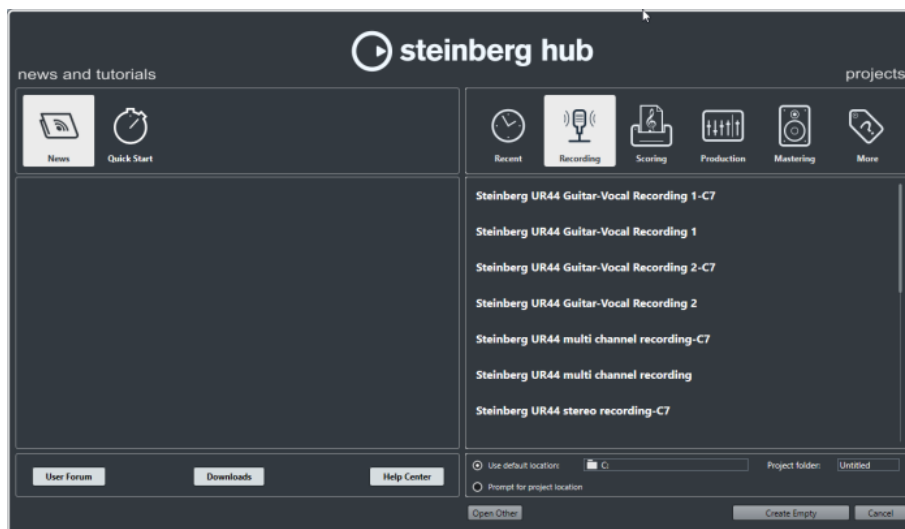 steinberg hub
news and tutorials
projects
News
Quick Start
Recent
Recording
Scoring
Production
Mastering
More
Steinberg UR44 Guitar-Vocal Recording 1-C7
Steinberg UR44 Guitar-Vocal Recording 1
Steinberg UR44 Guitar-Vocal Recording 2-C7
Steinberg UR44 Guitar-Vocal Recording 2
Steinberg UR44 multi channel recording-C7
Steinberg UR44 multi channel recording
Steinberg UR44 stereo recording-C7
User Forum
Downloads
Help Center
Use default location: C: Project folder: Untitled
Prompt for project location
Open Other
Create Empty
Cancel